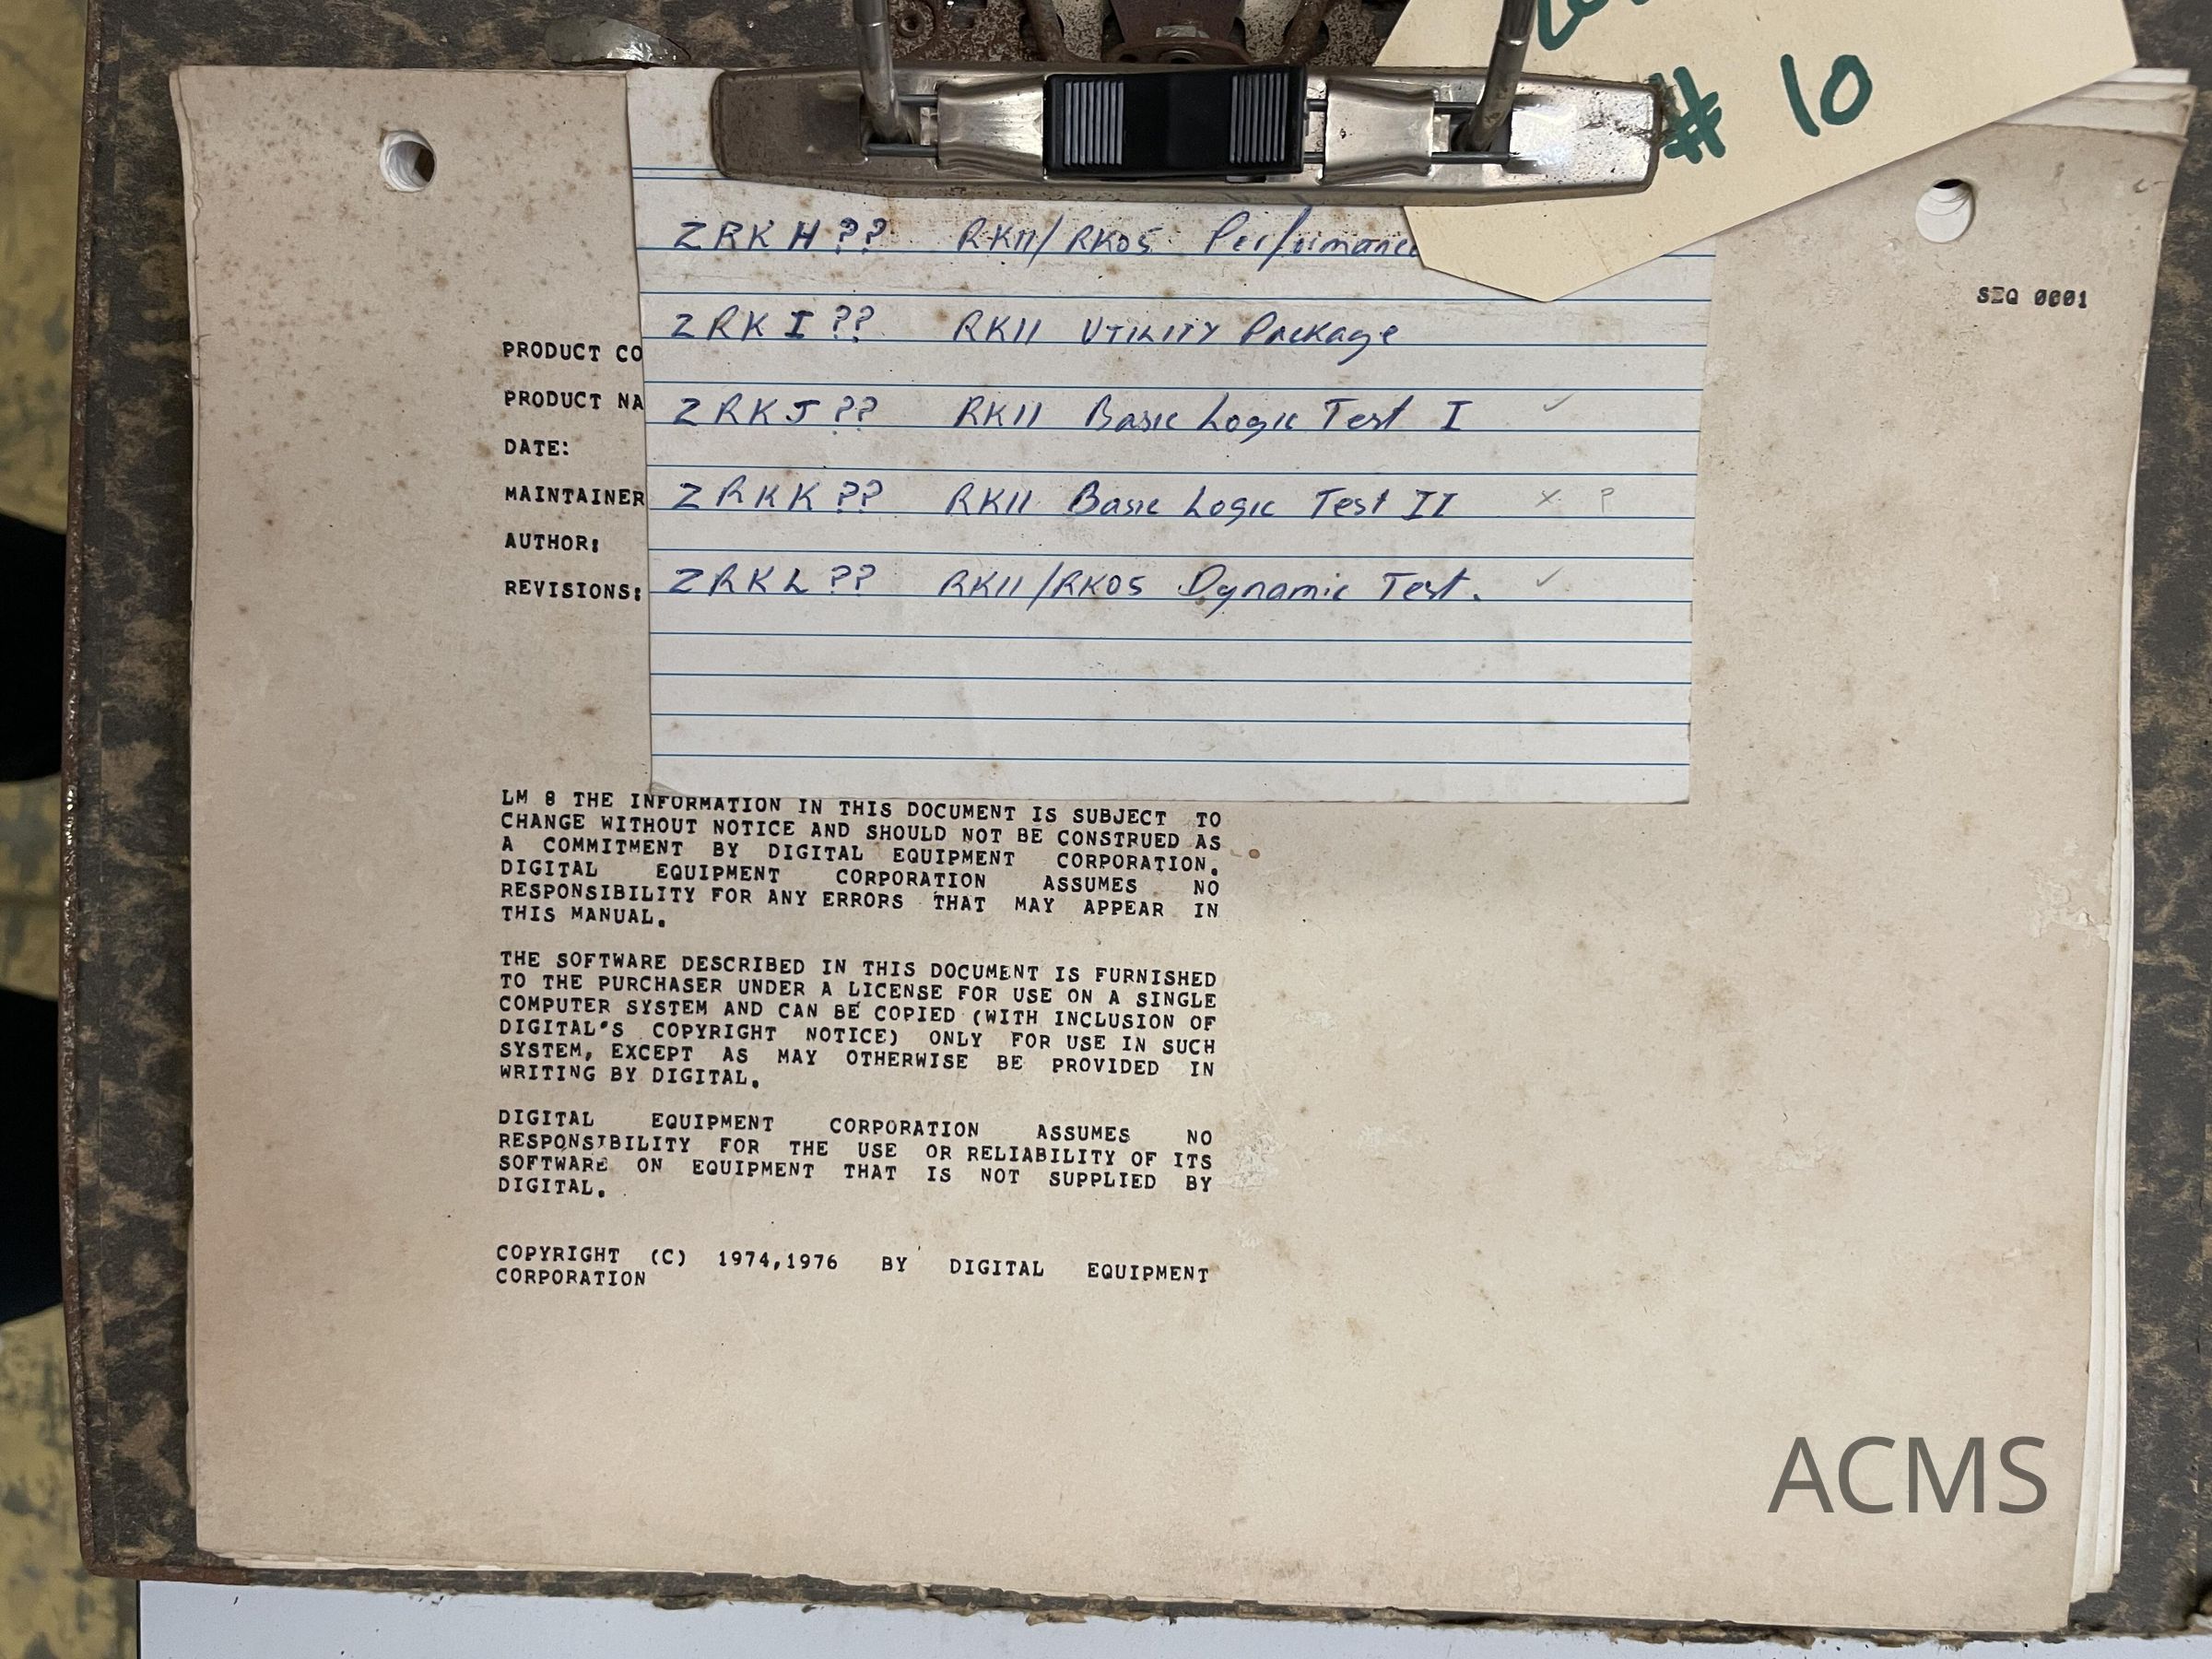 # 10
SEQ 0001
ZRKH?? RK11/RK05 Performance
ZRKI?? RK11 UTILITY Package
PRODUCT CO
ZRKJ?? RK11 Basic Logic Test I ✓
PRODUCT NA
DATE:
ZRKK?? RK11 Basic Logic Test II x ?
MAINTAINER
AUTHOR:
ZRKL?? RK11/RK05 Dynamic Test. ✓
REVISIONS:
LM 8 THE INFORMATION IN THIS DOCUMENT IS SUBJECT TO
CHANGE WITHOUT NOTICE AND SHOULD NOT BE CONSTRUED AS
A COMMITMENT BY DIGITAL EQUIPMENT CORPORATION.
DIGITAL EQUIPMENT CORPORATION ASSUMES NO
RESPONSIBILITY FOR ANY ERRORS THAT MAY APPEAR IN
THIS MANUAL.
THE SOFTWARE DESCRIBED IN THIS DOCUMENT IS FURNISHED
TO THE PURCHASER UNDER A LICENSE FOR USE ON A SINGLE
COMPUTER SYSTEM AND CAN BE COPIED (WITH INCLUSION OF
DIGITAL'S COPYRIGHT NOTICE) ONLY FOR USE IN SUCH
SYSTEM, EXCEPT AS MAY OTHERWISE BE PROVIDED IN
WRITING BY DIGITAL.
DIGITAL EQUIPMENT CORPORATION ASSUMES NO
RESPONSIBILITY FOR THE USE OR RELIABILITY OF ITS
SOFTWARE ON EQUIPMENT THAT IS NOT SUPPLIED BY
DIGITAL.
COPYRIGHT (C) 1974,1976 BY DIGITAL EQUIPMENT
CORPORATION
ACMS